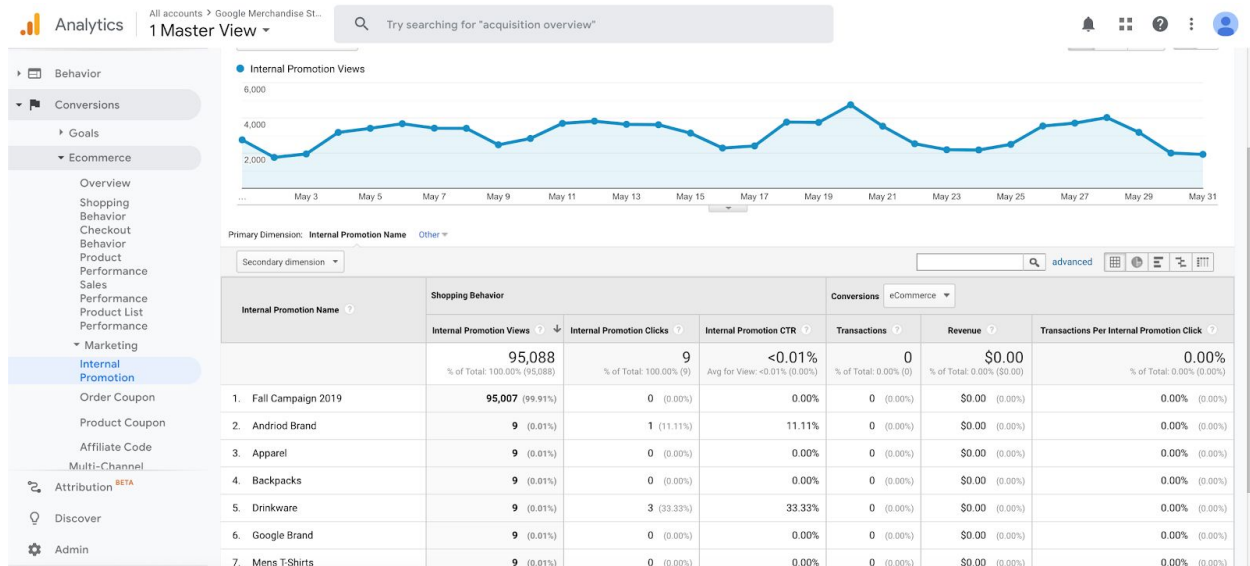 Analytics
All accounts > Google Merchandise St...
1 Master View
Try searching for "acquisition overview"
Behavior
Conversions
Goals
Ecommerce
Overview
Shopping
Behavior
Checkout
Behavior
Product
Performance
Sales
Performance
Product List
Performance
Marketing
Internal
Promotion
Order Coupon
Product Coupon
Affiliate Code
Multi-Channel
Attribution BETA
Discover
Admin
Internal Promotion Views
6,000
4,000
2,000
... May 3 May 5 May 7 May 9 May 11 May 13 May 15 May 17 May 19 May 21 May 23 May 25 May 27 May 29 May 31
Primary Dimension: Internal Promotion Name Other
Secondary dimension
advanced
Internal Promotion Name ?
Shopping Behavior
Conversions eCommerce
Internal Promotion Views ? Internal Promotion Clicks ? Internal Promotion CTR ? Transactions ? Revenue ? Transactions Per Internal Promotion Click ?
95,088 9 <0.01% 0 $0.00 0.00%
% of Total: 100.00% (95,088) % of Total: 100.00% (9) Avg for View: <0.01% (0.00%) % of Total: 0.00% (0) % of Total: 0.00% ($0.00) % of Total: 0.00% (0.00%)
1. Fall Campaign 2019 95,007 (99.91%) 0 (0.00%) 0.00% 0 (0.00%) $0.00 (0.00%) 0.00% (0.00%)
2. Andriod Brand 9 (0.01%) 1 (11.11%) 11.11% 0 (0.00%) $0.00 (0.00%) 0.00% (0.00%)
3. Apparel 9 (0.01%) 0 (0.00%) 0.00% 0 (0.00%) $0.00 (0.00%) 0.00% (0.00%)
4. Backpacks 9 (0.01%) 0 (0.00%) 0.00% 0 (0.00%) $0.00 (0.00%) 0.00% (0.00%)
5. Drinkware 9 (0.01%) 3 (33.33%) 33.33% 0 (0.00%) $0.00 (0.00%) 0.00% (0.00%)
6. Google Brand 9 (0.01%) 0 (0.00%) 0.00% 0 (0.00%) $0.00 (0.00%) 0.00% (0.00%)
7. Mens T-Shirts 9 (0.01%) 0 (0.00%) 0.00% 0 (0.00%) $0.00 (0.00%) 0.00% (0.00%)